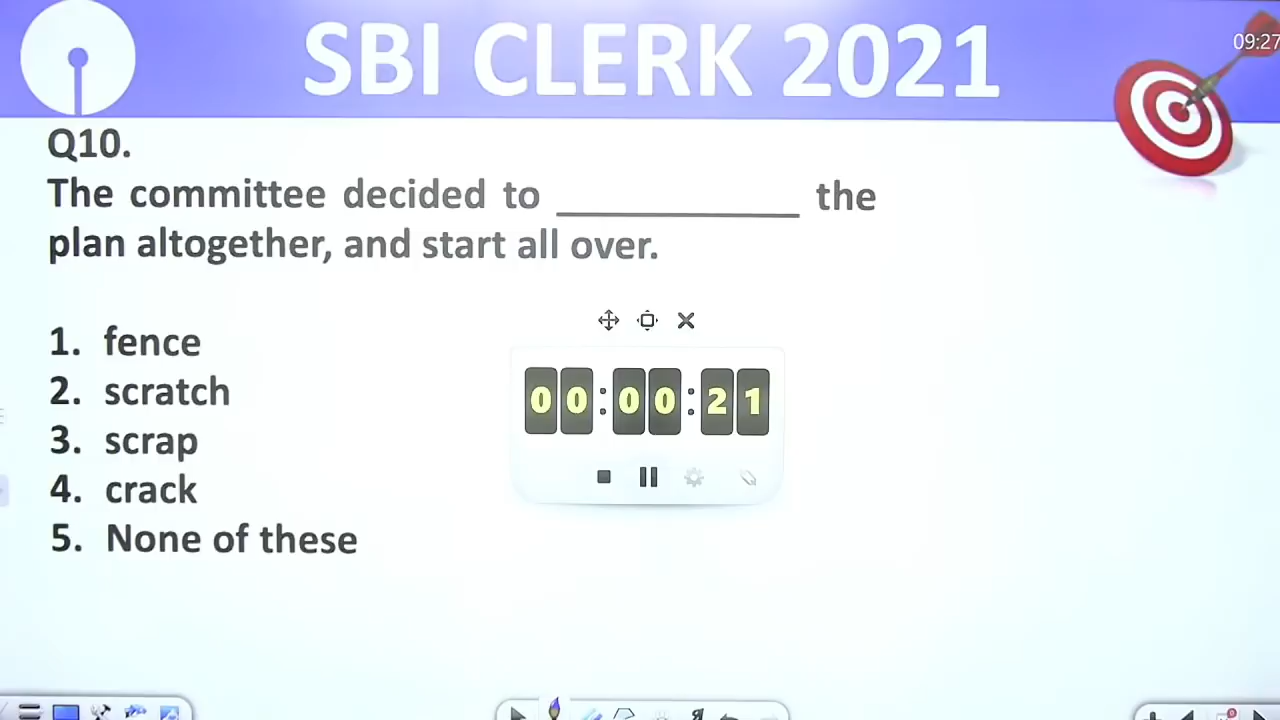 SBI CLERK 2021
09:27
Q10.
The committee decided to ____________ the
plan altogether, and start all over.
1. fence
2. scratch
3. scrap
4. crack
5. None of these
00:00:21